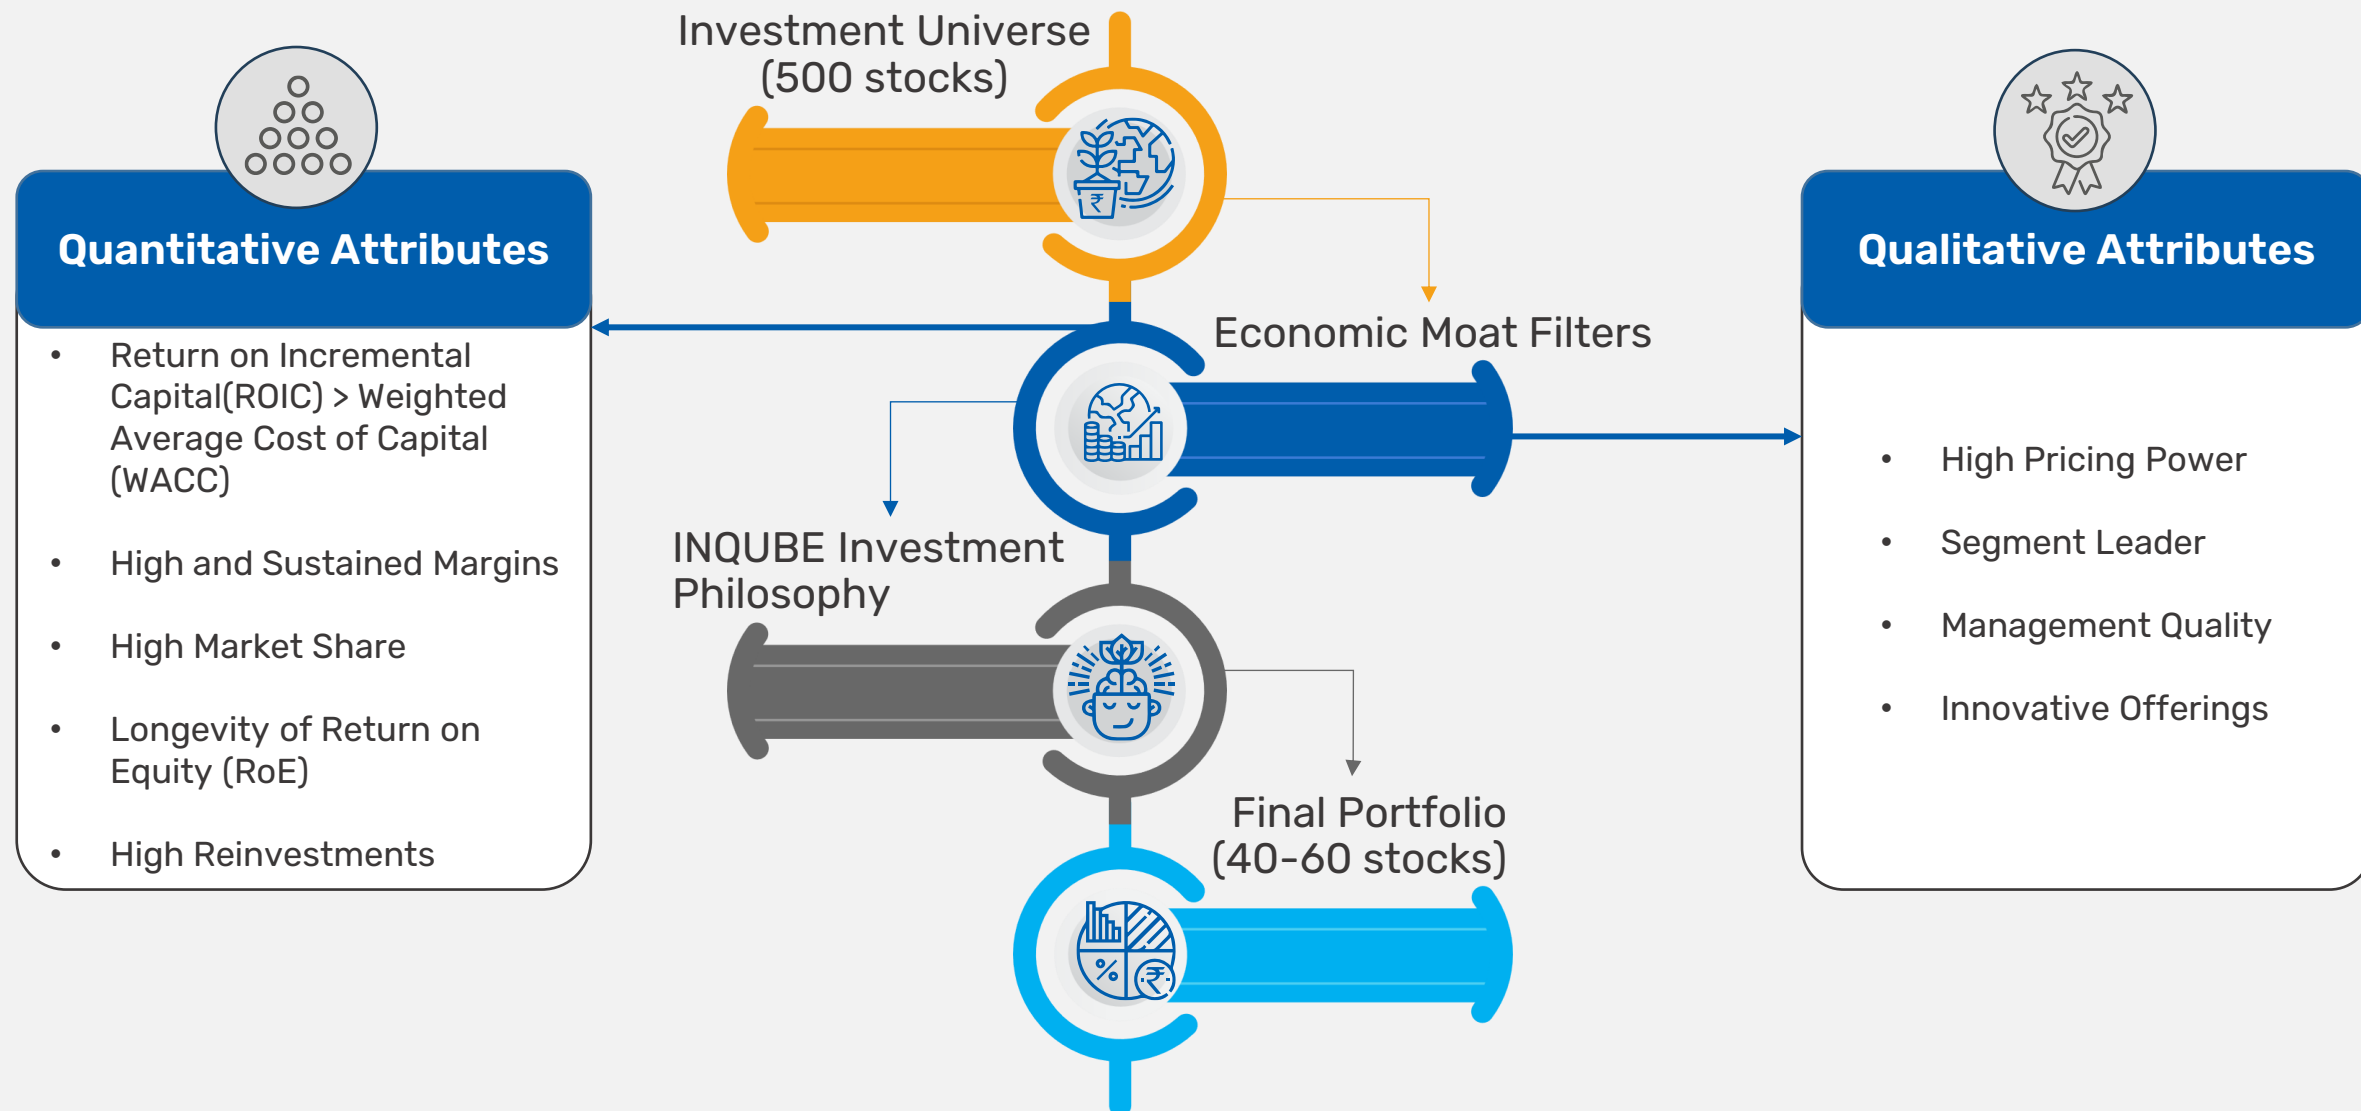 Investment Universe
(500 stocks)
Quantitative Attributes
• Return on Incremental
Capital(ROIC) > Weighted
Average Cost of Capital
(WACC)
• High and Sustained Margins
• High Market Share
• Longevity of Return on
Equity (RoE)
• High Reinvestments
₹
Economic Moat Filters
INQUBE Investment
Philosophy
Final Portfolio
(40-60 stocks)
%
₹
Qualitative Attributes
• High Pricing Power
• Segment Leader
• Management Quality
• Innovative Offerings